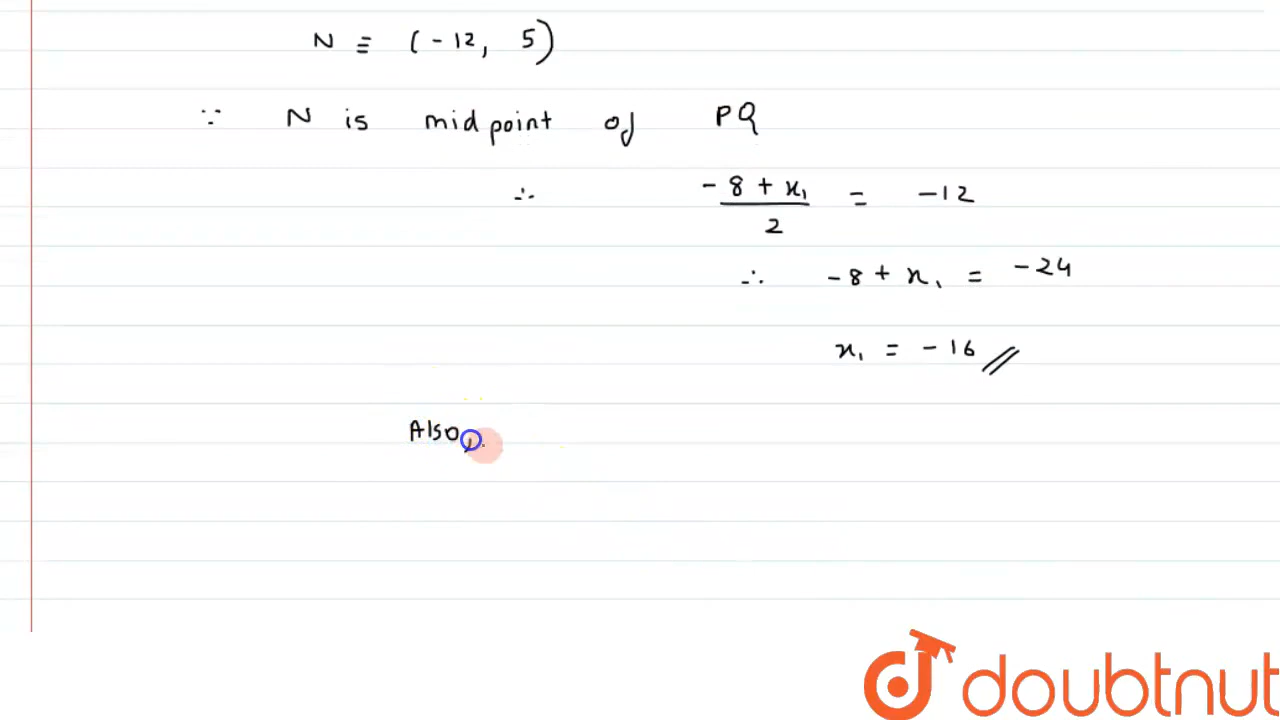 N ≡ (-12, 5)
∵ N is midpoint of PQ
∴ (-8 + x₁)/2 = -12
∴ -8 + x₁ = -24
x₁ = -16 //
Also,
doubtnut